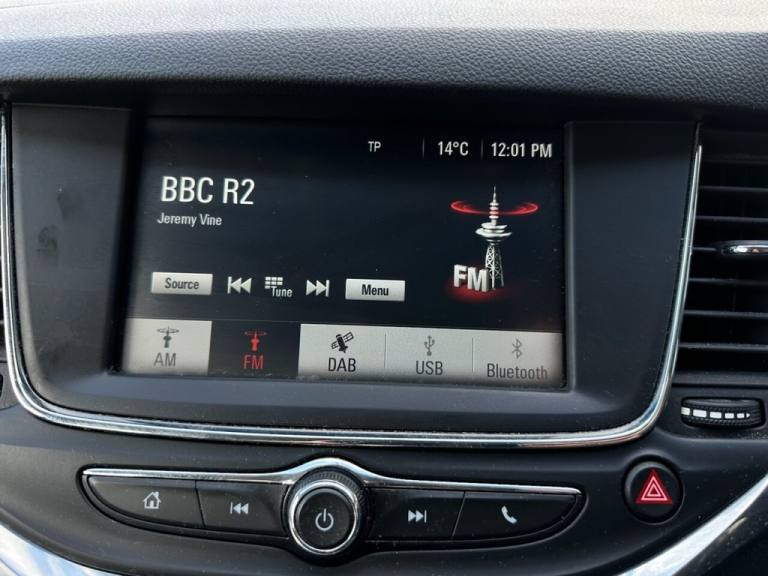 TP 14°C 12:01 PM
BBC R2
Jeremy Vine
FM
Source Tune Menu
AM FM DAB USB Bluetooth